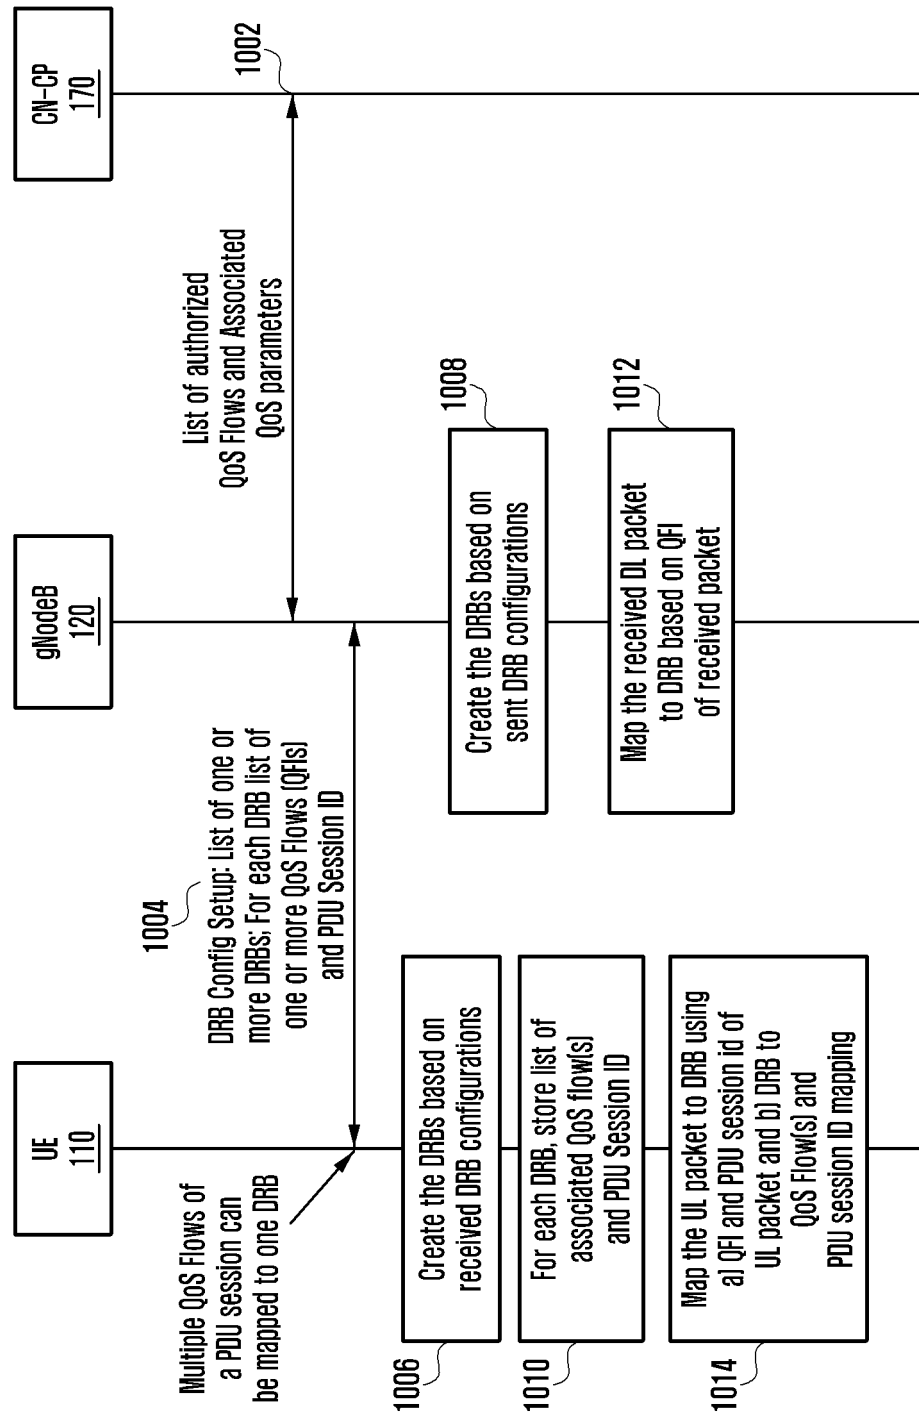 UE
110
gNodeB
120
CN-CP
170
1002
List of authorized
QoS Flows and Associated
QoS parameters
1004
DRB Config Setup: List of one or
more DRBs; For each DRB list of
one or more QoS Flows (QFIs)
and PDU Session ID
Multiple QoS Flows of
a PDU session can
be mapped to one DRB
1006
Create the DRBs based on
received DRB configurations
1008
Create the DRBs based on
sent DRB configurations
1010
For each DRB, store list of
associated QoS flow(s)
and PDU Session ID
1012
Map the received DL packet
to DRB based on QFI
of received packet
1014
Map the UL packet to DRB using
a) QFI and PDU session id of
UL packet and b) DRB to
QoS Flow(s) and
PDU session ID mapping